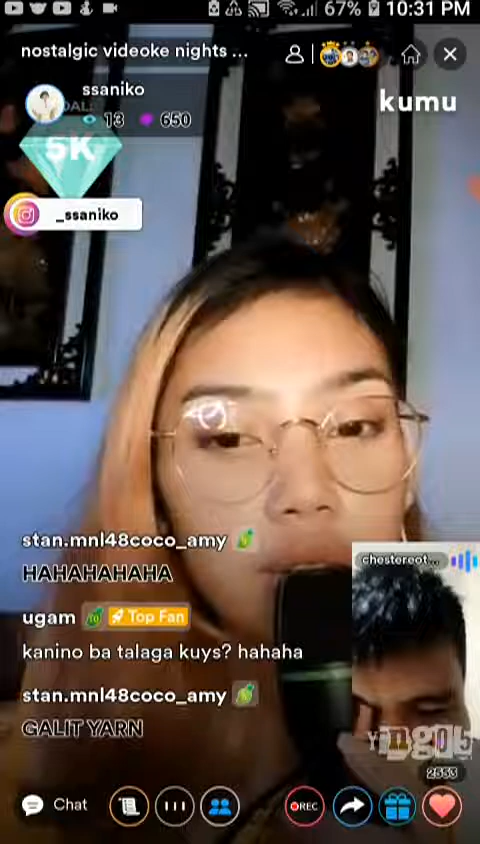 67% 10:31 PM
nostalgic videoke nights ...
ssaniko
13 650
kumu
5K
_ssaniko
stan.mnl48coco_amy
HAHAHAHAHA
chestereot...
ugam Top Fan
kanino ba talaga kuys? hahaha
stan.mnl48coco_amy
GALIT YARN
2553
Chat
REC